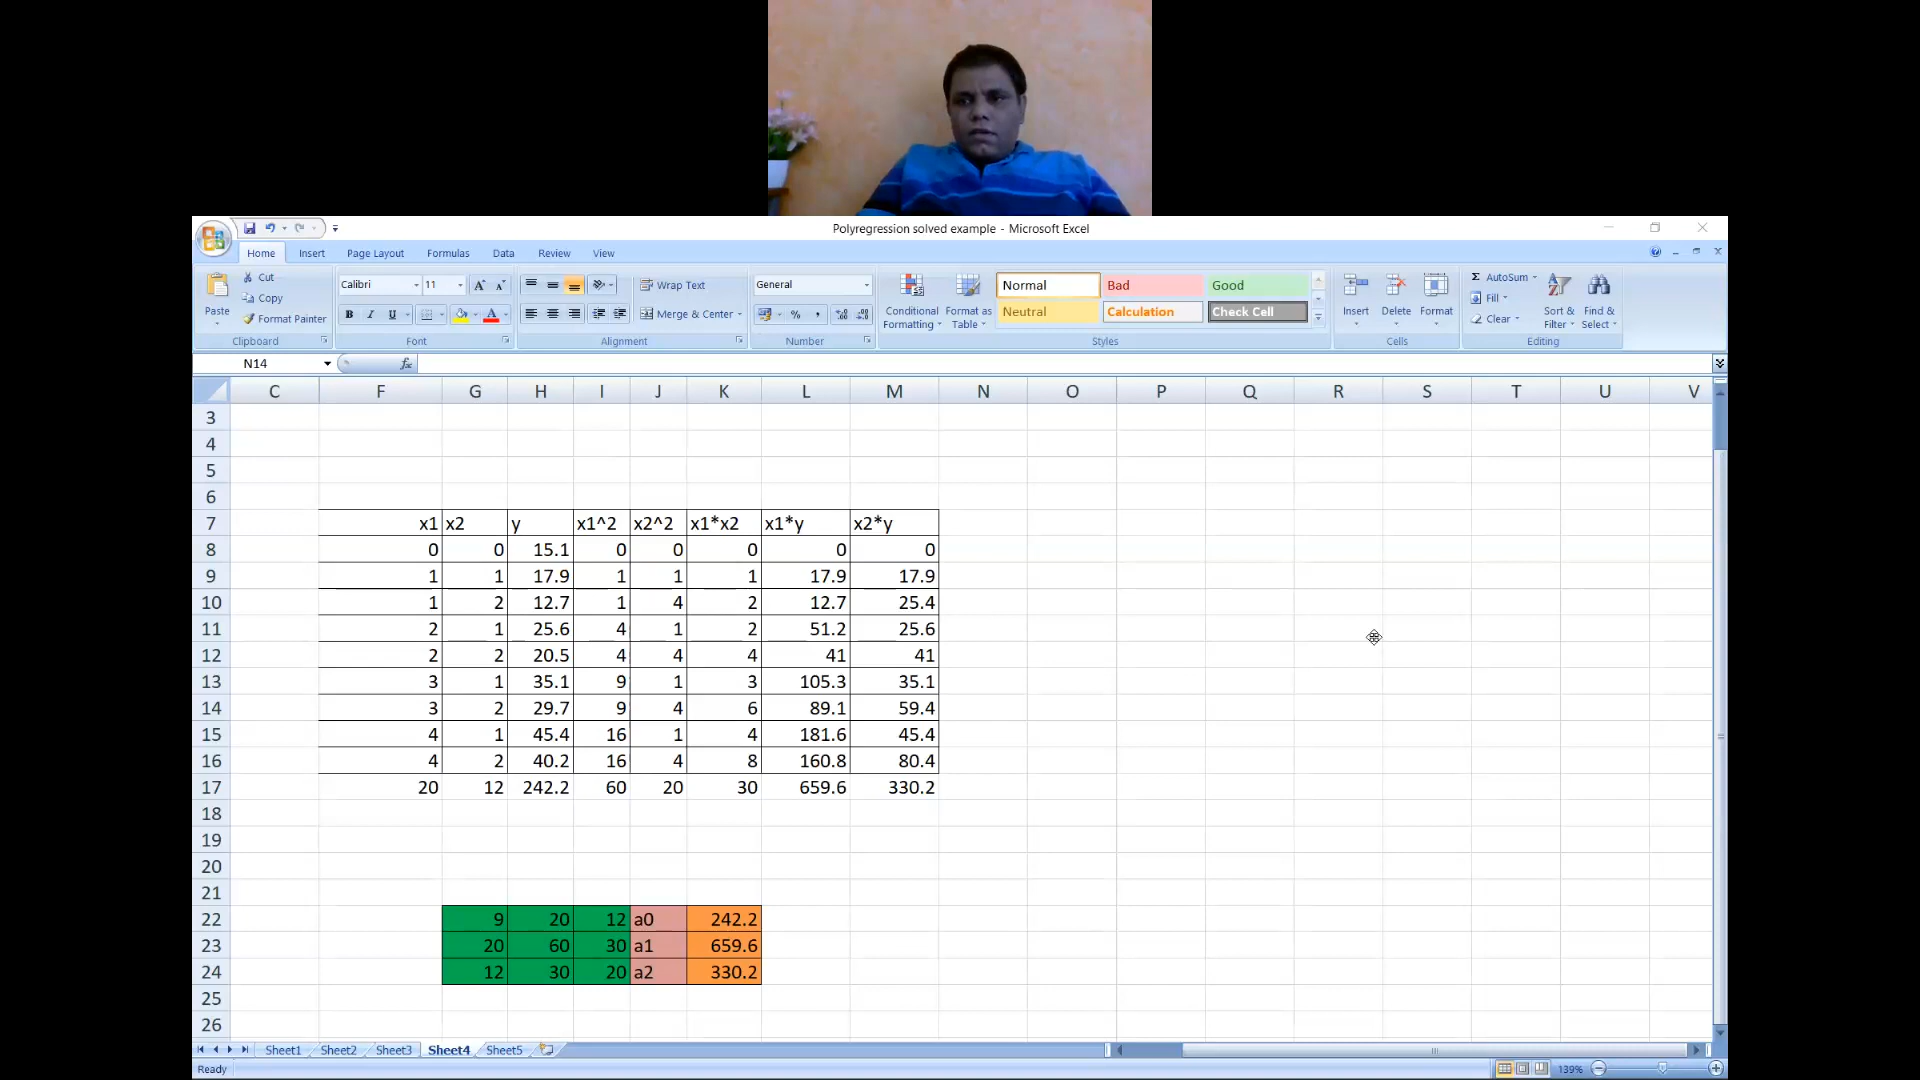 Polyregression solved example - Microsoft Excel
Home Insert Page Layout Formulas Data Review View
Paste Cut Copy Format Painter
Calibri 11 A A B I U A
Wrap Text
Merge & Center
General
% ,
Conditional Formatting Format as Table
Normal Bad Good
Neutral Calculation Check Cell
Insert Delete Format
Σ AutoSum Fill Clear
Sort & Filter Find & Select
Clipboard Font Alignment Number Styles Cells Editing
N14 fx
C F G H I J K L M N O P Q R S T U V
3
4
5
6
7 x1 x2 y x1^2 x2^2 x1*x2 x1*y x2*y
8 0 0 15.1 0 0 0 0 0
9 1 1 17.9 1 1 1 17.9 17.9
10 1 2 12.7 1 4 2 12.7 25.4
11 2 1 25.6 4 1 2 51.2 25.6
12 2 2 20.5 4 4 4 41 41
13 3 1 35.1 9 1 3 105.3 35.1
14 3 2 29.7 9 4 6 89.1 59.4
15 4 1 45.4 16 1 4 181.6 45.4
16 4 2 40.2 16 4 8 160.8 80.4
17 20 12 242.2 60 20 30 659.6 330.2
18
19
20
21
22 9 20 12 a0 242.2
23 20 60 30 a1 659.6
24 12 30 20 a2 330.2
25
26
Sheet1 Sheet2 Sheet3 Sheet4 Sheet5
Ready 139%